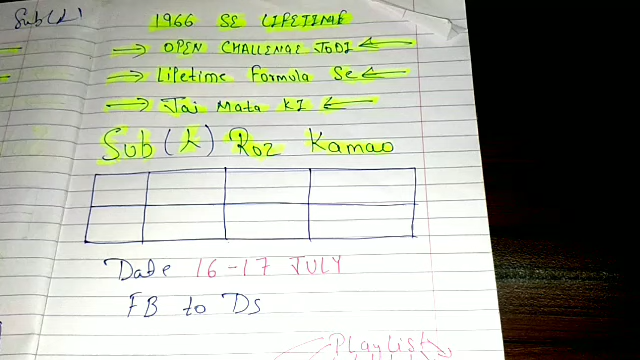 Sub(K)
1966 SE LIFETIME
OPEN CHALLENGE JODI
Lifetime Formula Se
Jai Mata KI
Sub (K) Roz Kamao
Date 16-17 JULY
FB to DS
PlayList